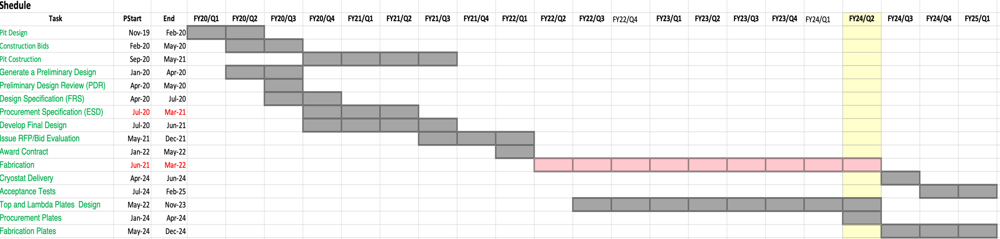 Shedule
Task PStart End FY20/Q1 FY20/Q2 FY20/Q3 FY20/Q4 FY21/Q1 FY21/Q2 FY21/Q3 FY21/Q4 FY22/Q1 FY22/Q2 FY22/Q3 FY22/Q4 FY23/Q1 FY23/Q2 FY23/Q3 FY23/Q4 FY24/Q1 FY24/Q2 FY24/Q3 FY24/Q4 FY25/Q1
Pit Design Nov-19 Feb-20
Construction Bids Feb-20 May-20
Pit Costruction Sep-20 May-21
Generate a Preliminary Design Jan-20 Apr-20
Preliminary Design Review (PDR) Apr-20 May-20
Design Specification (FRS) Apr-20 Jul-20
Procurement Specification (ESD) Jul-20 Mar-21
Develop Final Design Jul-20 Jun-21
Issue RFP/Bid Evaluation May-21 Dec-21
Award Contract Jan-22 May-22
Fabrication Jun-21 Mar-22
Cryostat Delivery Apr-24 Jun-24
Acceptance Tests Jul-24 Feb-25
Top and Lambda Plates Design May-22 Nov-23
Procurement Plates Jan-24 Apr-24
Fabrication Plates May-24 Dec-24